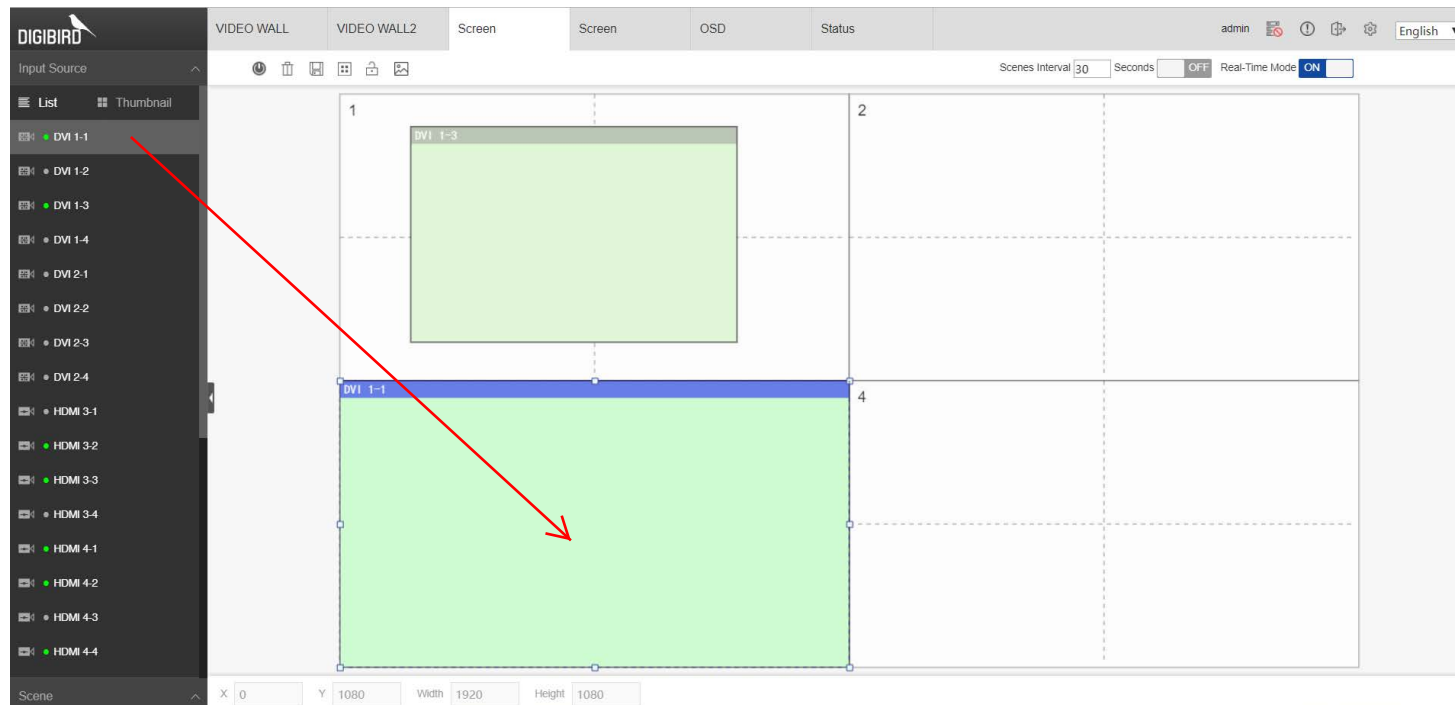 DIGIBIRD
VIDEO WALL
VIDEO WALL2
Screen
Screen
OSD
Status
admin
English
Input Source
Scenes Interval 30 Seconds OFF Real-Time Mode ON
List
Thumbnail
DVI 1-1
DVI 1-2
DVI 1-3
DVI 1-4
DVI 2-1
DVI 2-2
DVI 2-3
DVI 2-4
HDMI 3-1
HDMI 3-2
HDMI 3-3
HDMI 3-4
HDMI 4-1
HDMI 4-2
HDMI 4-3
HDMI 4-4
Scene
1
2
DVI 1-3
DVI 1-1
4
X 0 Y 1080 Width 1920 Height 1080